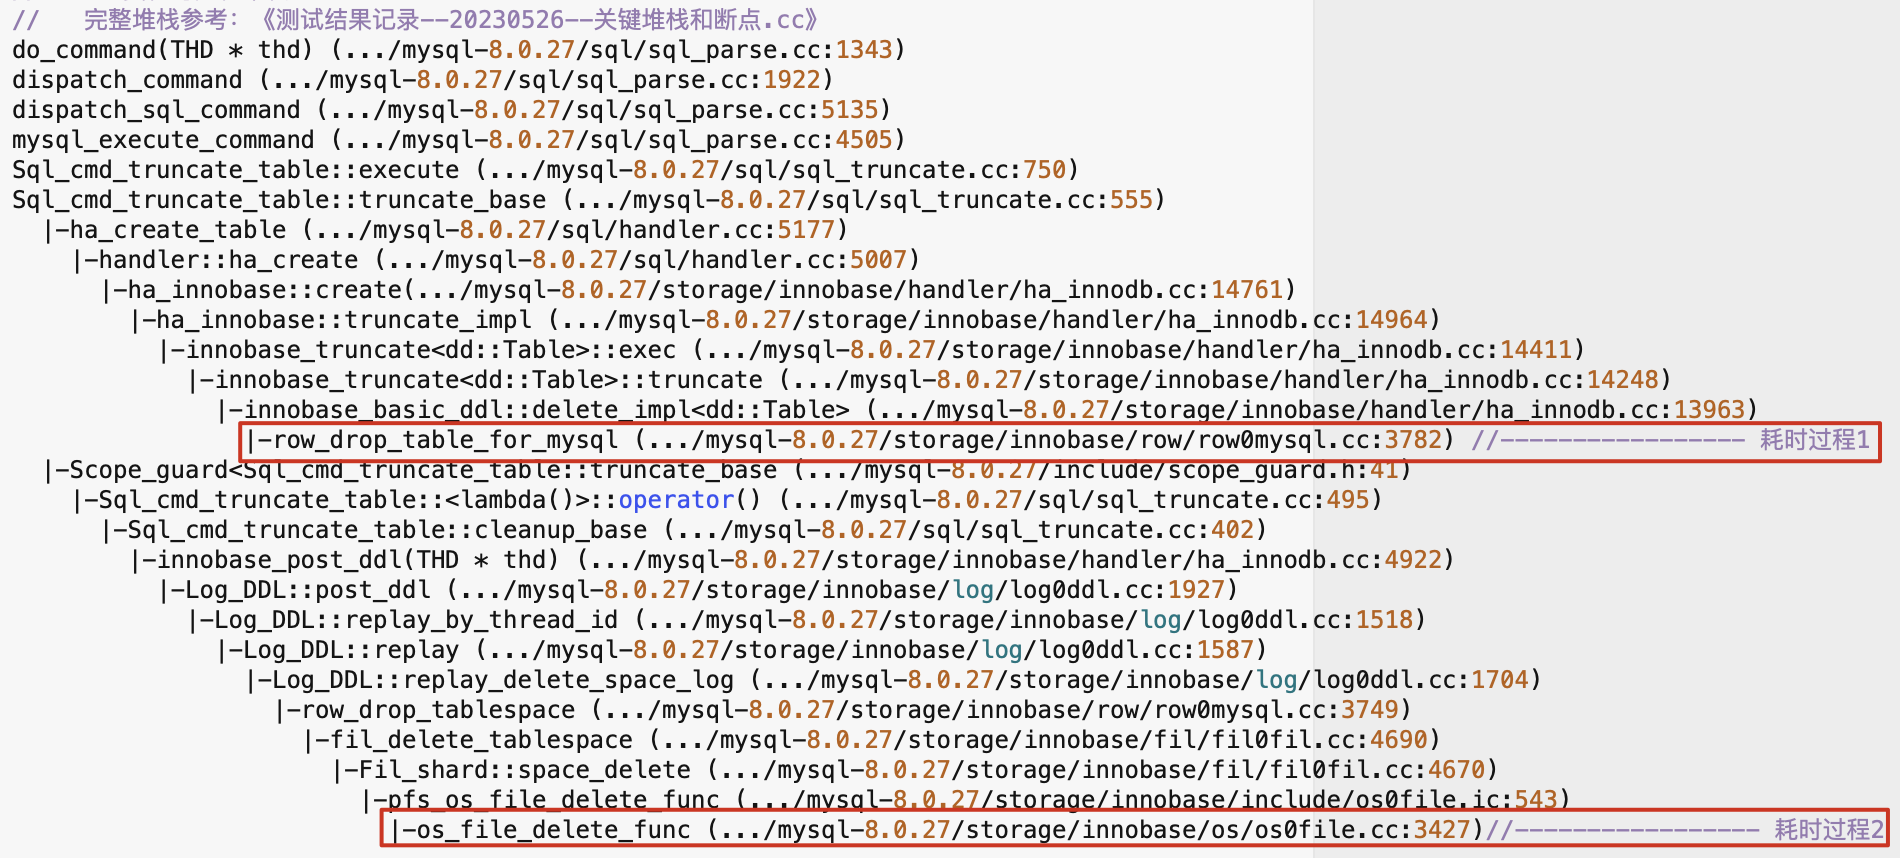 //   完整堆栈参考：《测试结果记录--20230526--关键堆栈和断点.cc》
do_command(THD * thd) (.../mysql-8.0.27/sql/sql_parse.cc:1343)
dispatch_command (.../mysql-8.0.27/sql/sql_parse.cc:1922)
dispatch_sql_command (.../mysql-8.0.27/sql/sql_parse.cc:5135)
mysql_execute_command (.../mysql-8.0.27/sql/sql_parse.cc:4505)
Sql_cmd_truncate_table::execute (.../mysql-8.0.27/sql/sql_truncate.cc:750)
Sql_cmd_truncate_table::truncate_base (.../mysql-8.0.27/sql/sql_truncate.cc:555)
  |-ha_create_table (.../mysql-8.0.27/sql/handler.cc:5177)
    |-handler::ha_create (.../mysql-8.0.27/sql/handler.cc:5007)
      |-ha_innobase::create(.../mysql-8.0.27/storage/innobase/handler/ha_innodb.cc:14761)
        |-ha_innobase::truncate_impl (.../mysql-8.0.27/storage/innobase/handler/ha_innodb.cc:14964)
          |-innobase_truncate<dd::Table>::exec (.../mysql-8.0.27/storage/innobase/handler/ha_innodb.cc:14411)
            |-innobase_truncate<dd::Table>::truncate (.../mysql-8.0.27/storage/innobase/handler/ha_innodb.cc:14248)
              |-innobase_basic_ddl::delete_impl<dd::Table> (.../mysql-8.0.27/storage/innobase/handler/ha_innodb.cc:13963)
                |-row_drop_table_for_mysql (.../mysql-8.0.27/storage/innobase/row/row0mysql.cc:3782) //----------------- 耗时过程1
  |-Scope_guard<Sql_cmd_truncate_table::truncate_base (.../mysql-8.0.27/include/scope_guard.h:41)
    |-Sql_cmd_truncate_table::<lambda()>::operator() (.../mysql-8.0.27/sql/sql_truncate.cc:495)
      |-Sql_cmd_truncate_table::cleanup_base (.../mysql-8.0.27/sql/sql_truncate.cc:402)
        |-innobase_post_ddl(THD * thd) (.../mysql-8.0.27/storage/innobase/handler/ha_innodb.cc:4922)
          |-Log_DDL::post_ddl (.../mysql-8.0.27/storage/innobase/log/log0ddl.cc:1927)
            |-Log_DDL::replay_by_thread_id (.../mysql-8.0.27/storage/innobase/log/log0ddl.cc:1518)
              |-Log_DDL::replay (.../mysql-8.0.27/storage/innobase/log/log0ddl.cc:1587)
                |-Log_DDL::replay_delete_space_log (.../mysql-8.0.27/storage/innobase/log/log0ddl.cc:1704)
                  |-row_drop_tablespace (.../mysql-8.0.27/storage/innobase/row/row0mysql.cc:3749)
                    |-fil_delete_tablespace (.../mysql-8.0.27/storage/innobase/fil/fil0fil.cc:4690)
                      |-Fil_shard::space_delete (.../mysql-8.0.27/storage/innobase/fil/fil0fil.cc:4670)
                        |-pfs_os_file_delete_func (.../mysql-8.0.27/storage/innobase/include/os0file.ic:543)
                          |-os_file_delete_func (.../mysql-8.0.27/storage/innobase/os/os0file.cc:3427)//----------------- 耗时过程2